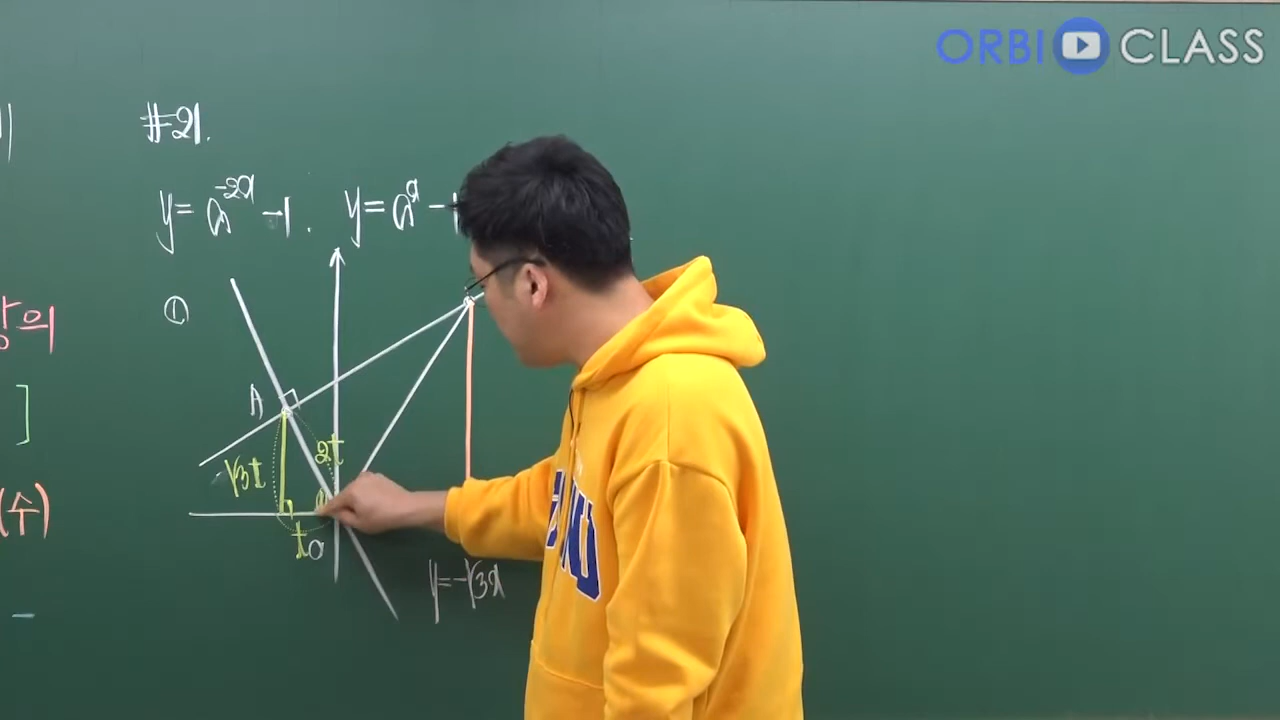 ORBI CLASS
#21.
y=a^{-2x}-1. y=a^x-1
①
A
2t
√3t
t
O
y=-√3x
의
]
(수)